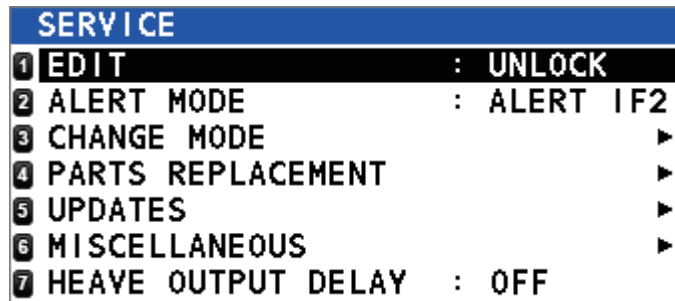 SERVICE
1 EDIT : UNLOCK
2 ALERT MODE : ALERT IF2
3 CHANGE MODE ▶
4 PARTS REPLACEMENT ▶
5 UPDATES ▶
6 MISCELLANEOUS ▶
7 HEAVE OUTPUT DELAY : OFF